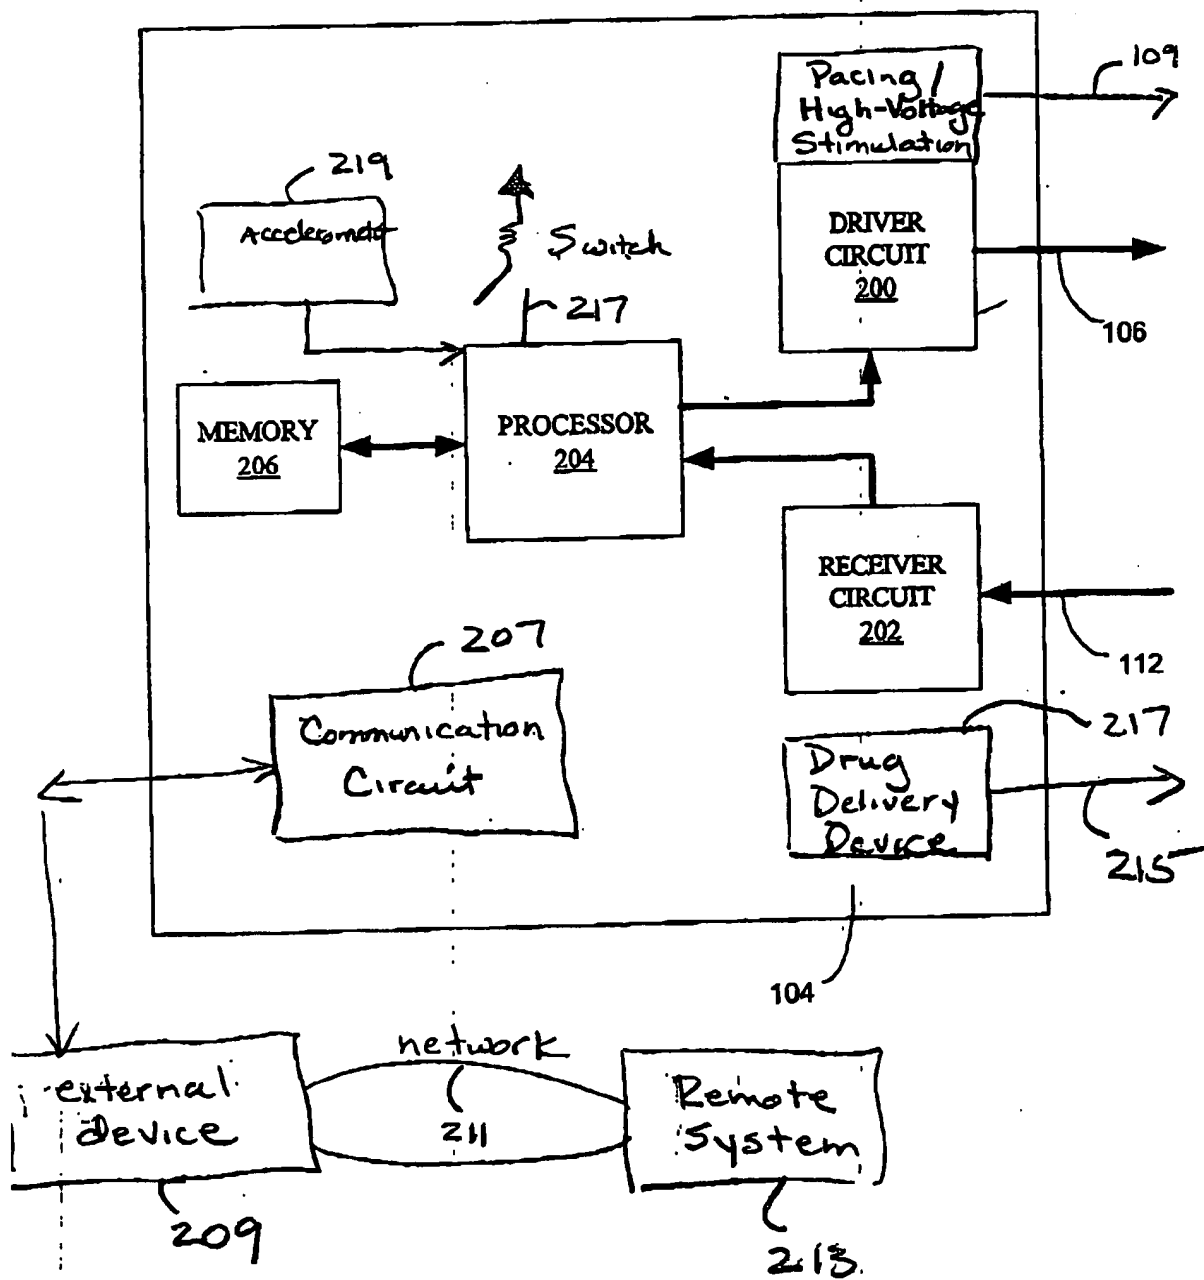 Pacing/
High-Voltage
Stimulation
109
219
Acceleromete
Switch
217
DRIVER
CIRCUIT
200
106
MEMORY
206
PROCESSOR
204
RECEIVER
CIRCUIT
202
112
207
Communication
Circuit
217
Drug
Delivery
Device
215
104
network
external
device
211
Remote
System
209
213